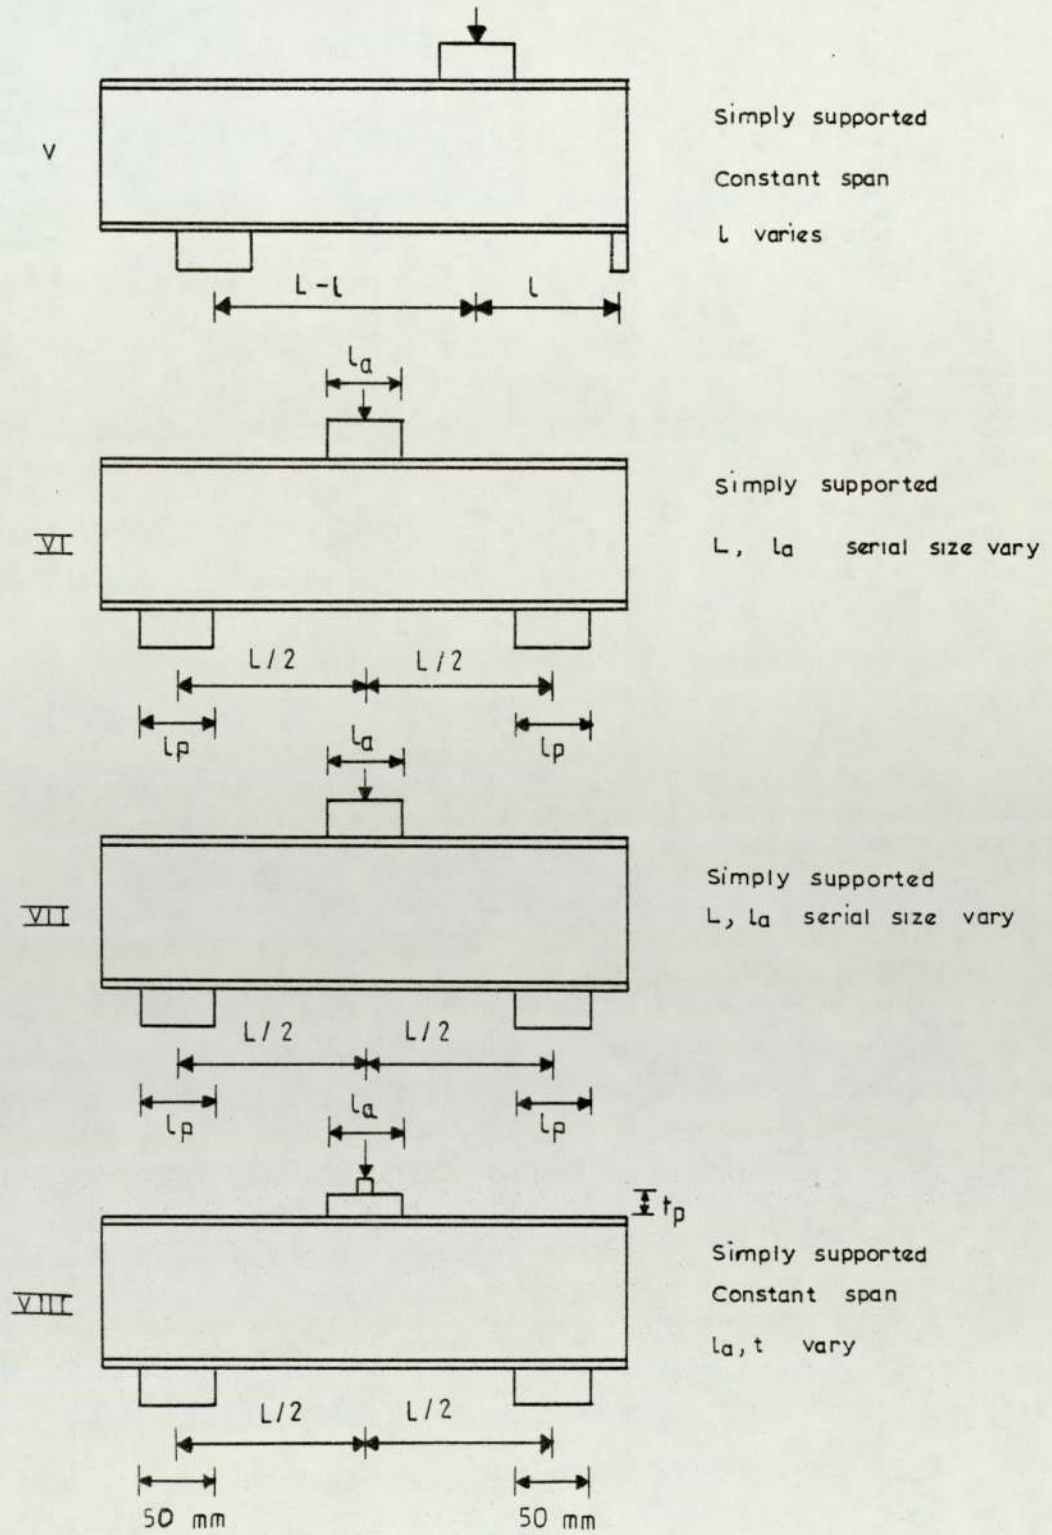 V
Simply supported
Constant span
l varies
L-l
l
la
VI
Simply supported
L, la serial size vary
L/2
L/2
lp
lp
la
VII
Simply supported
L, la serial size vary
L/2
L/2
lp
lp
la
tp
VIII
Simply supported
Constant span
la, t vary
L/2
L/2
50 mm
50 mm